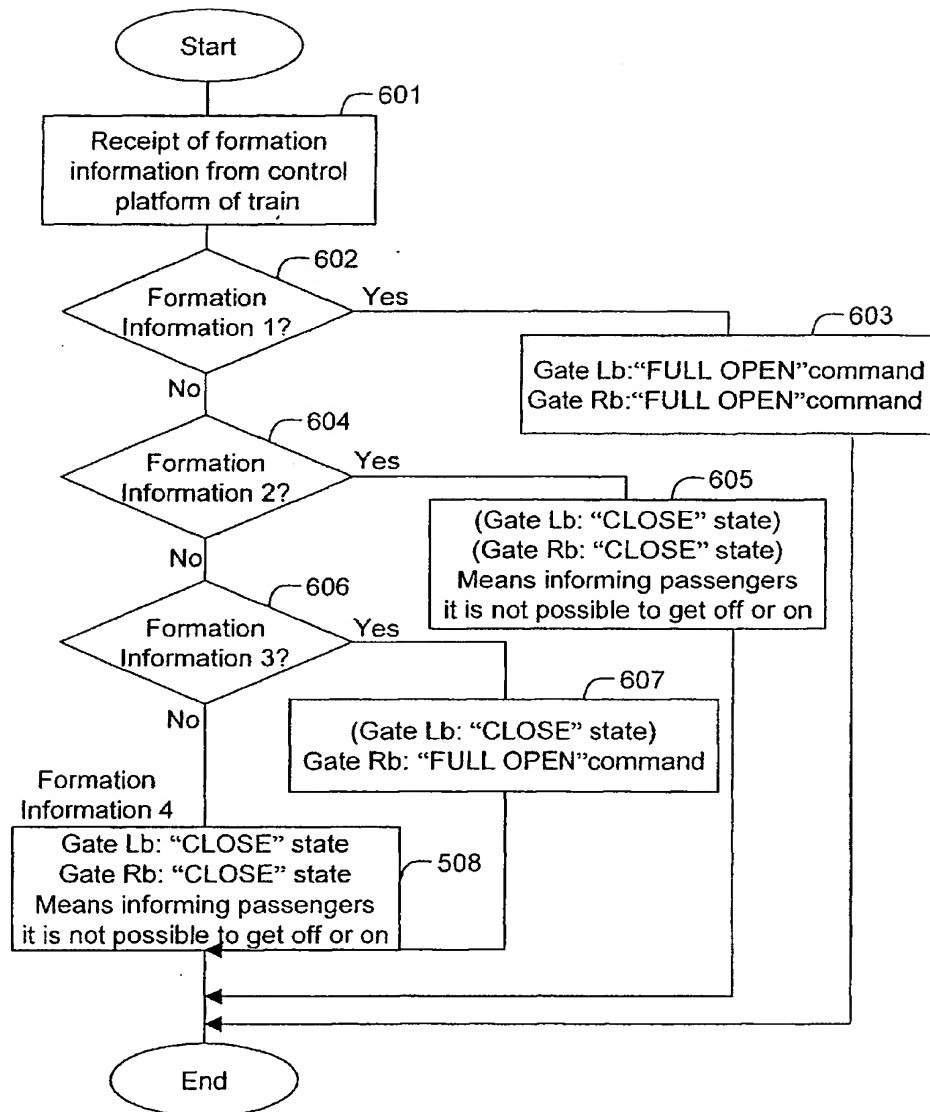 Start
601
Receipt of formation
information from control
platform of train
602
Formation
Information 1?
Yes
No
603
Gate Lb:“FULL OPEN”command
Gate Rb:“FULL OPEN”command
604
Formation
Information 2?
Yes
No
605
(Gate Lb: “CLOSE” state)
(Gate Rb: “CLOSE” state)
Means informing passengers
it is not possible to get off or on
606
Formation
Information 3?
Yes
No
607
(Gate Lb: “CLOSE” state)
Gate Rb: “FULL OPEN”command
Formation
Information 4
Gate Lb: “CLOSE” state
Gate Rb: “CLOSE” state
Means informing passengers
it is not possible to get off or on
508
End